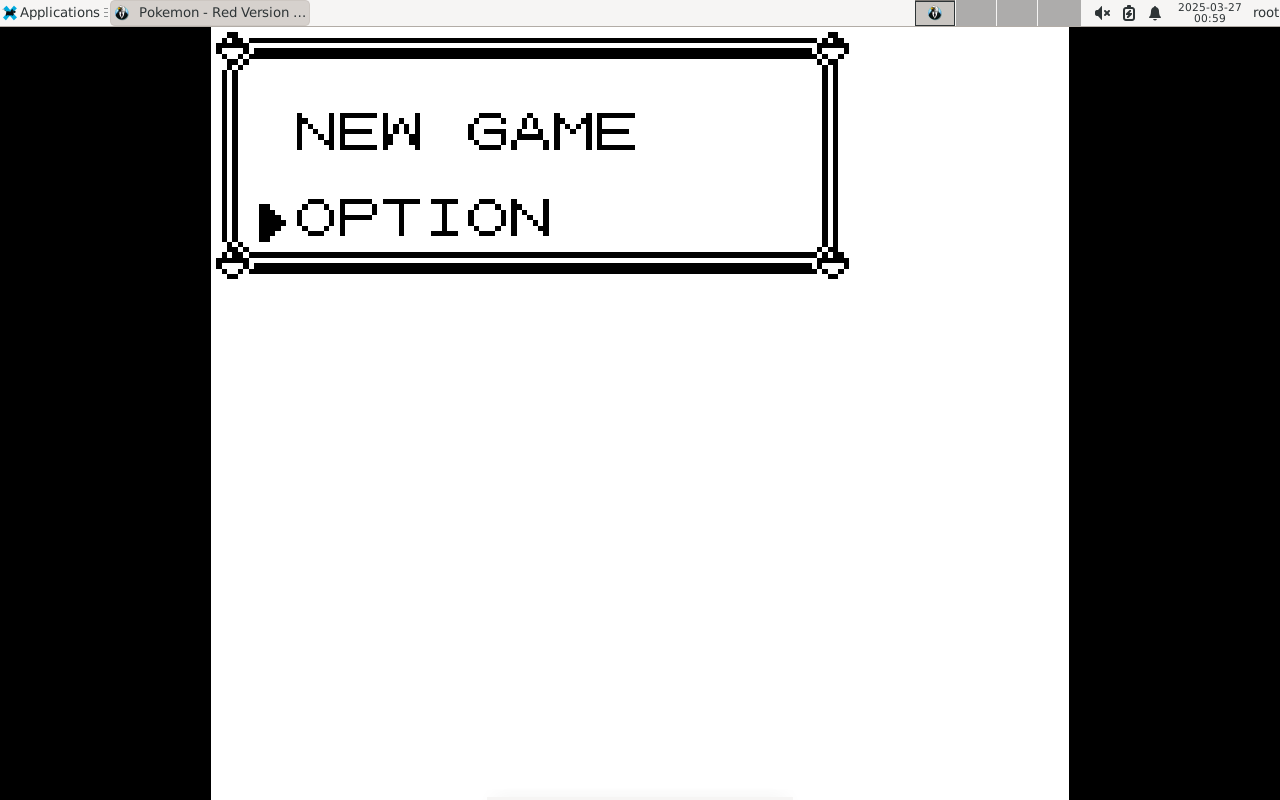 Applications
Pokemon - Red Version ...
2025-03-27
00:59
root
NEW GAME
OPTION